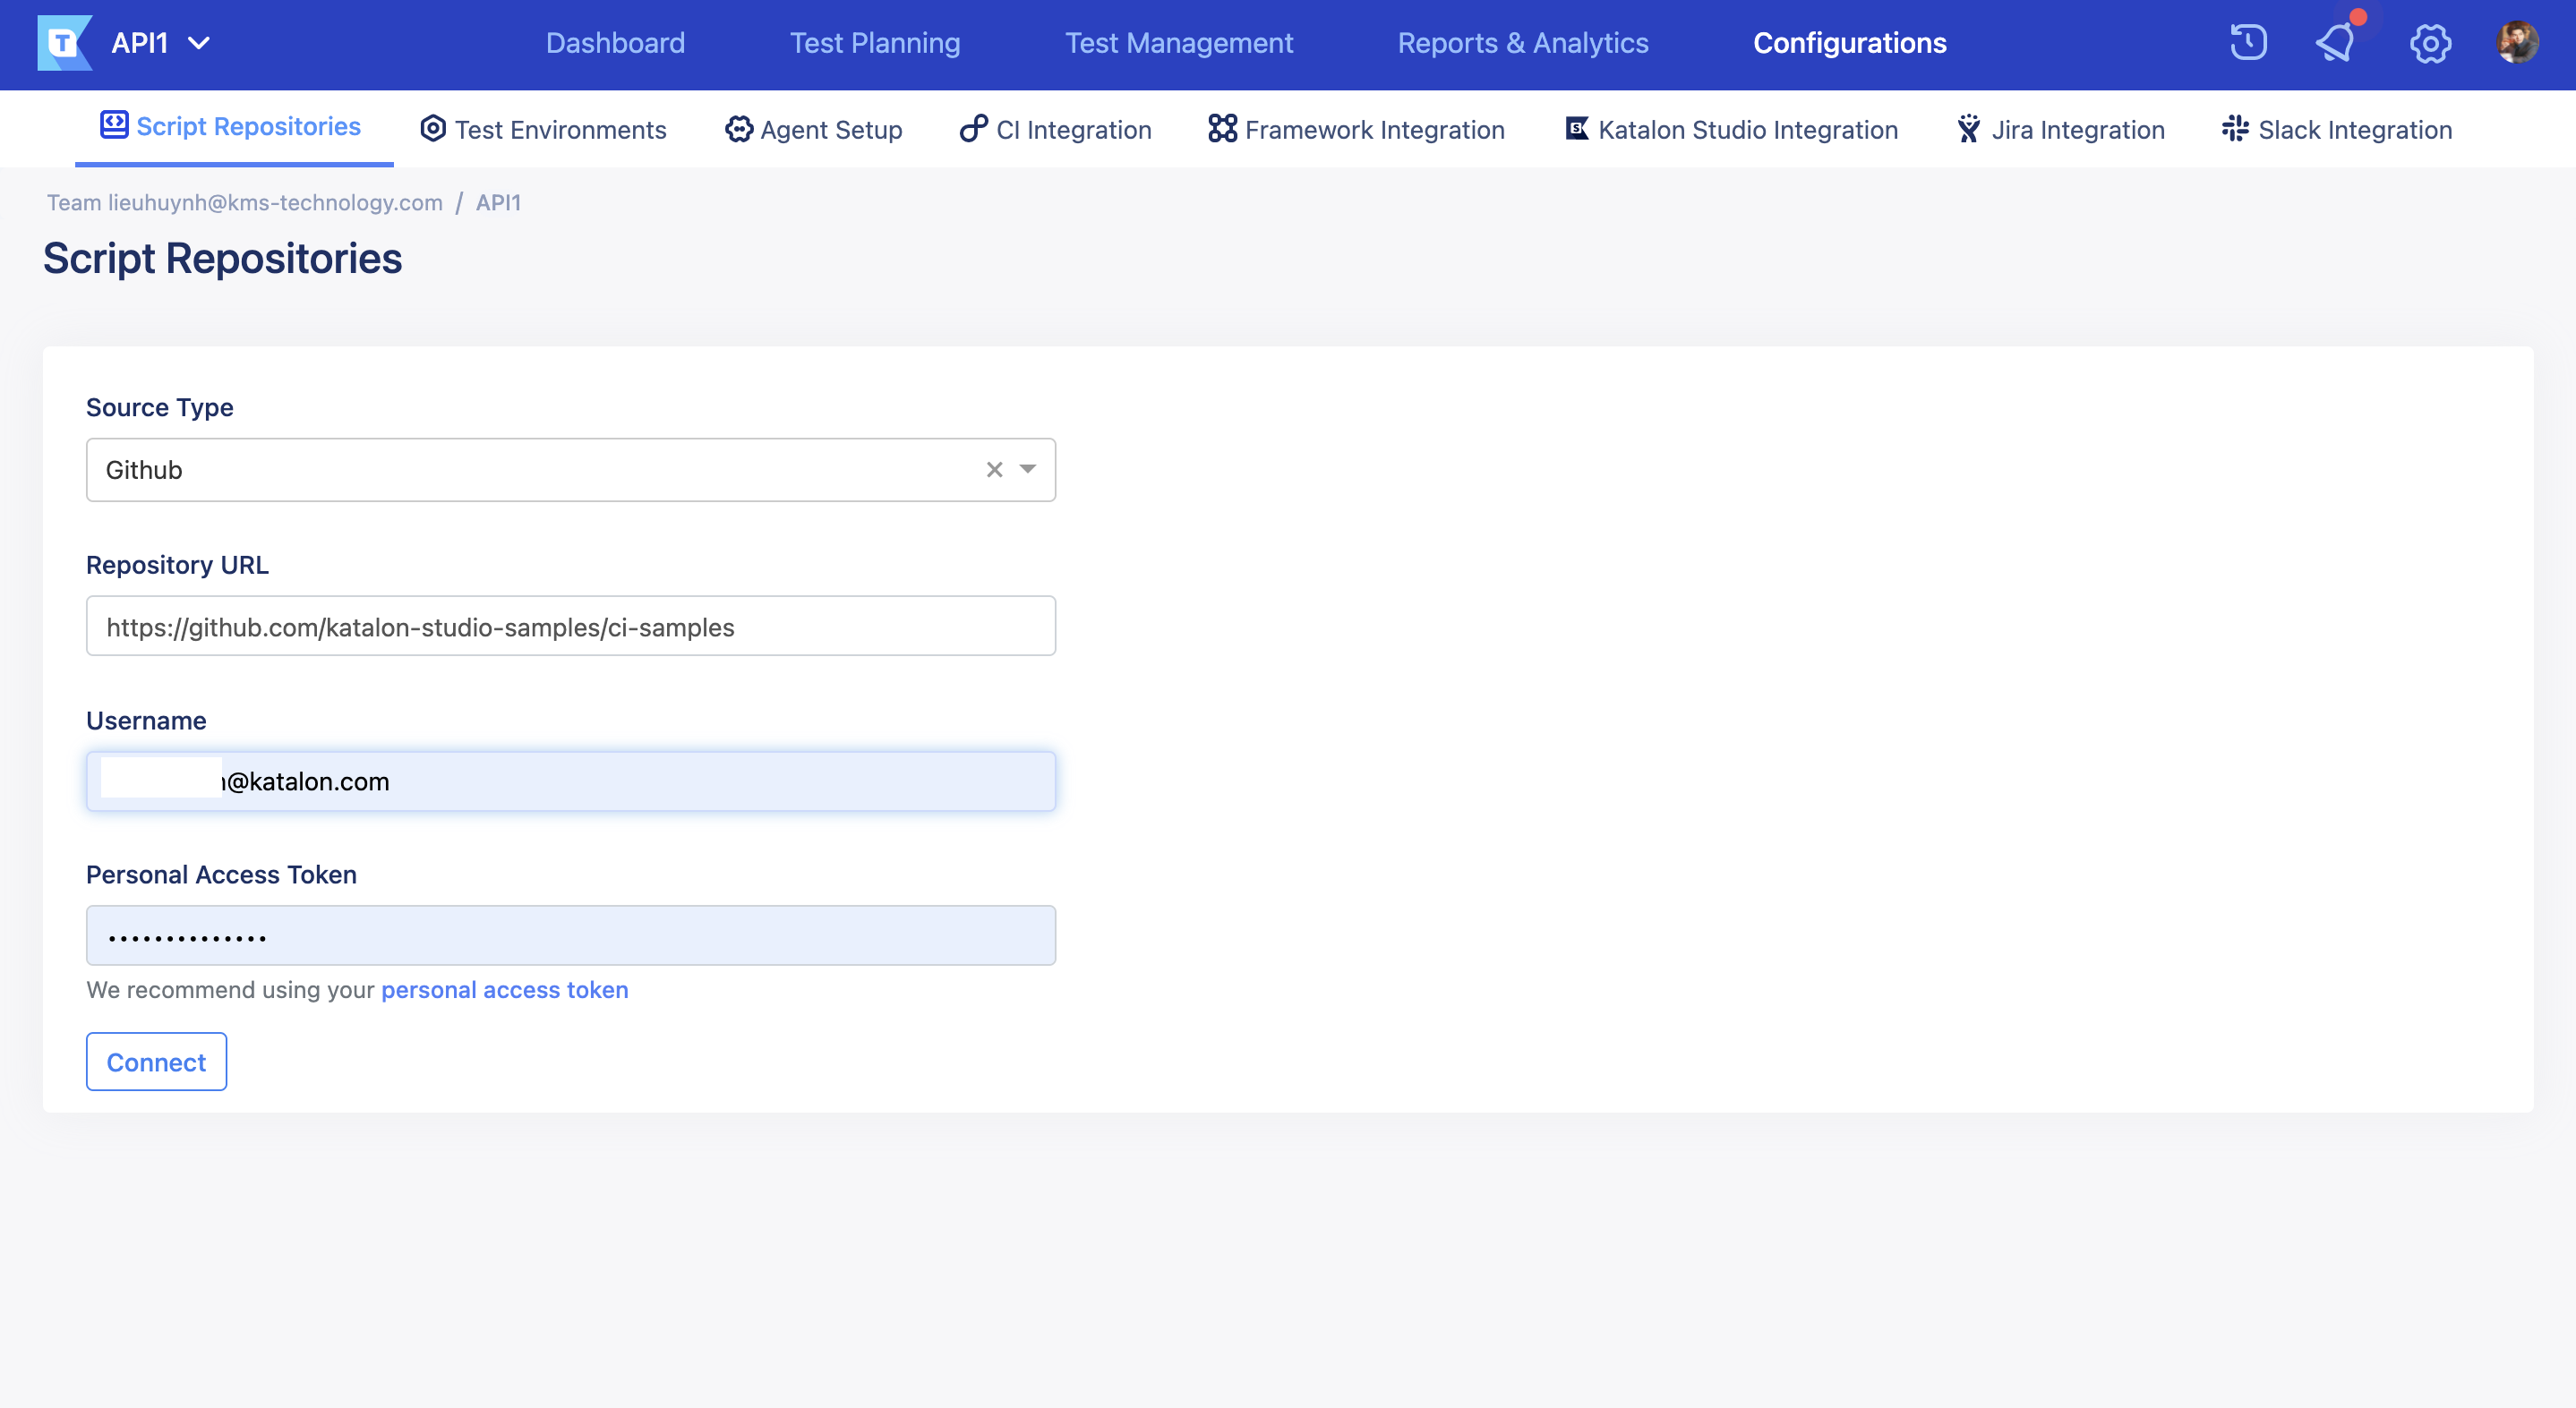 T API1 Dashboard Test Planning Test Management Reports & Analytics Configurations
Script Repositories Test Environments Agent Setup CI Integration Framework Integration S Katalon Studio Integration Jira Integration Slack Integration
Team lieuhuynh@kms-technology.com / API1
Script Repositories
Source Type
Github
Repository URL
https://github.com/katalon-studio-samples/ci-samples
Username
@katalon.com
Personal Access Token
••••••••••••••
We recommend using your personal access token
Connect